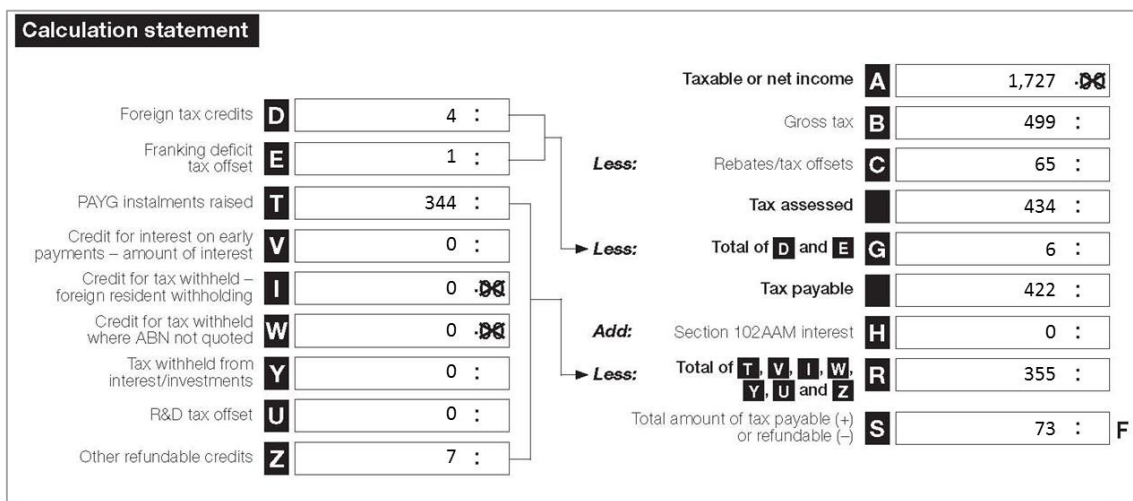 Calculation statement
Taxable or net income A 1,727
Foreign tax credits D 4 :
Gross tax B 499 :
Franking deficit
tax offset E 1 :
Less: Rebates/tax offsets C 65 :
PAYG instalments raised T 344 :
Tax assessed 434 :
Credit for interest on early
payments – amount of interest V 0 :
Less: Total of D and E G 6 :
Credit for tax withheld –
foreign resident withholding I 0
Tax payable 422 :
Credit for tax withheld
where ABN not quoted W 0
Add: Section 102AAM interest H 0 :
Tax withheld from
interest/investments Y 0 :
Less: Total of T, V, I, W,
Y, U and Z R 355 :
R&D tax offset U 0 :
Total amount of tax payable (+)
or refundable (–) S 73 : F
Other refundable credits Z 7 :